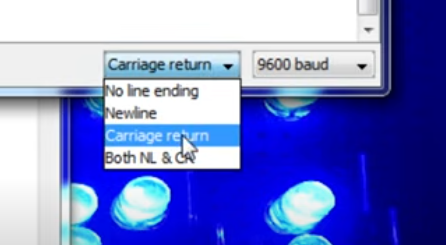 Carriage return 9600 baud
No line ending
Newline
Carriage return
Both NL & CR